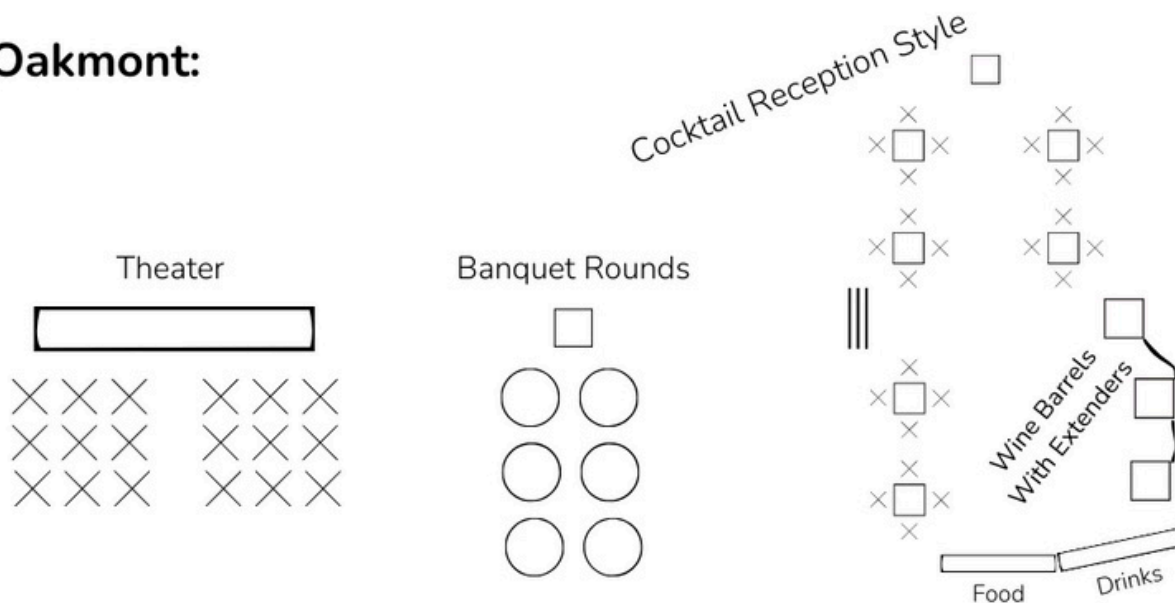 Oakmont:
Cocktail Reception Style
Theater
Banquet Rounds
Wine Barrels
With Extenders
Food
Drinks